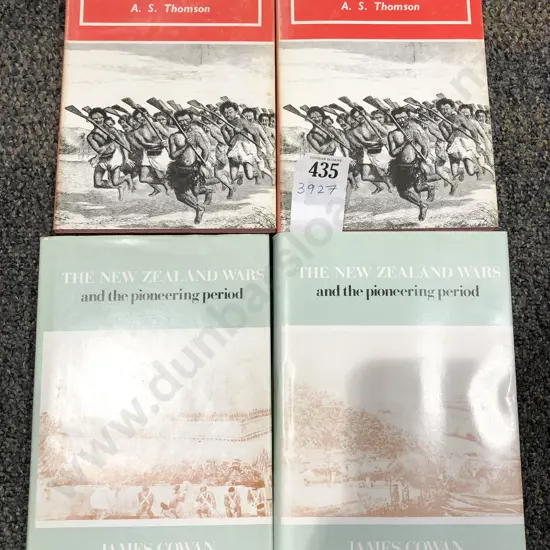 A. S. Thomson
A. S. Thomson
435
3927
THE NEW ZEALAND WARS
and the pioneering period
THE NEW ZEALAND WARS
and the pioneering period
JAMES COWAN
JAMES COWAN